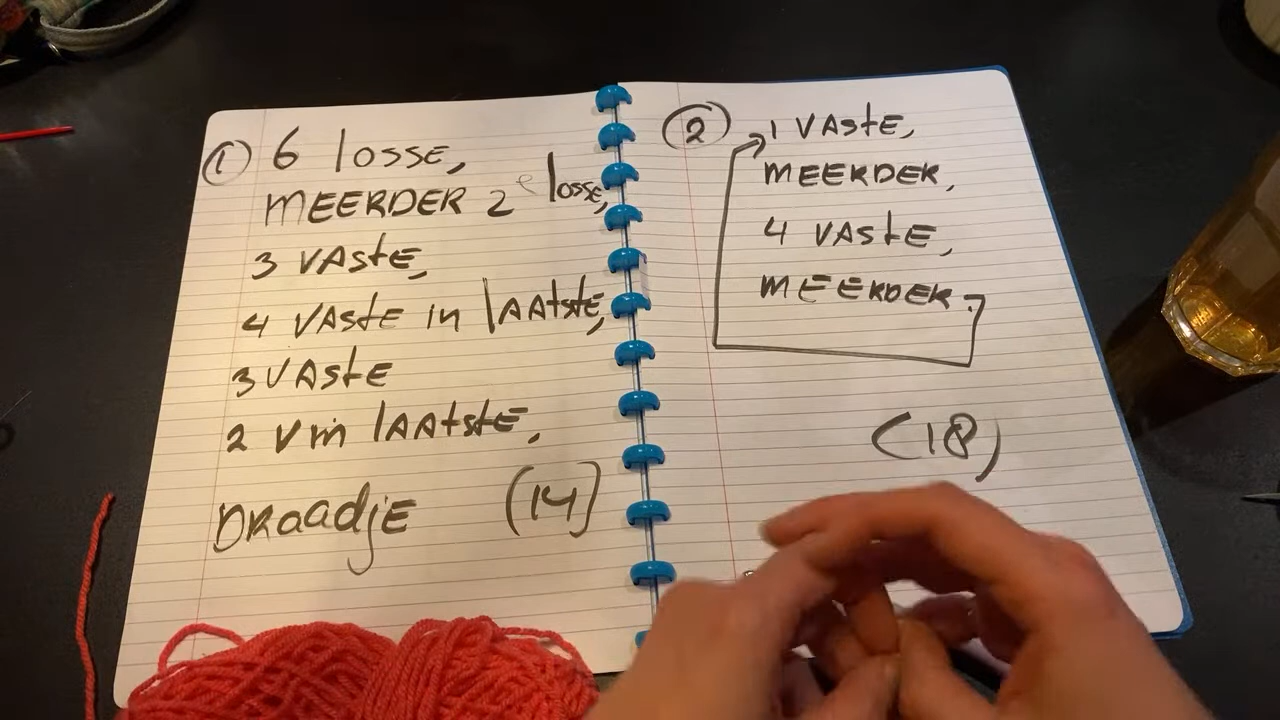 1 6 losse,
MEERDER 2e losse,
3 VAStE,
4 VAStE in lAAtstE,
3 VAStE
2 V in lAAtstE,
DRaadjE (14)
2 1 VAStE,
MEERDER,
4 VAStE,
MEERDER,
(18)